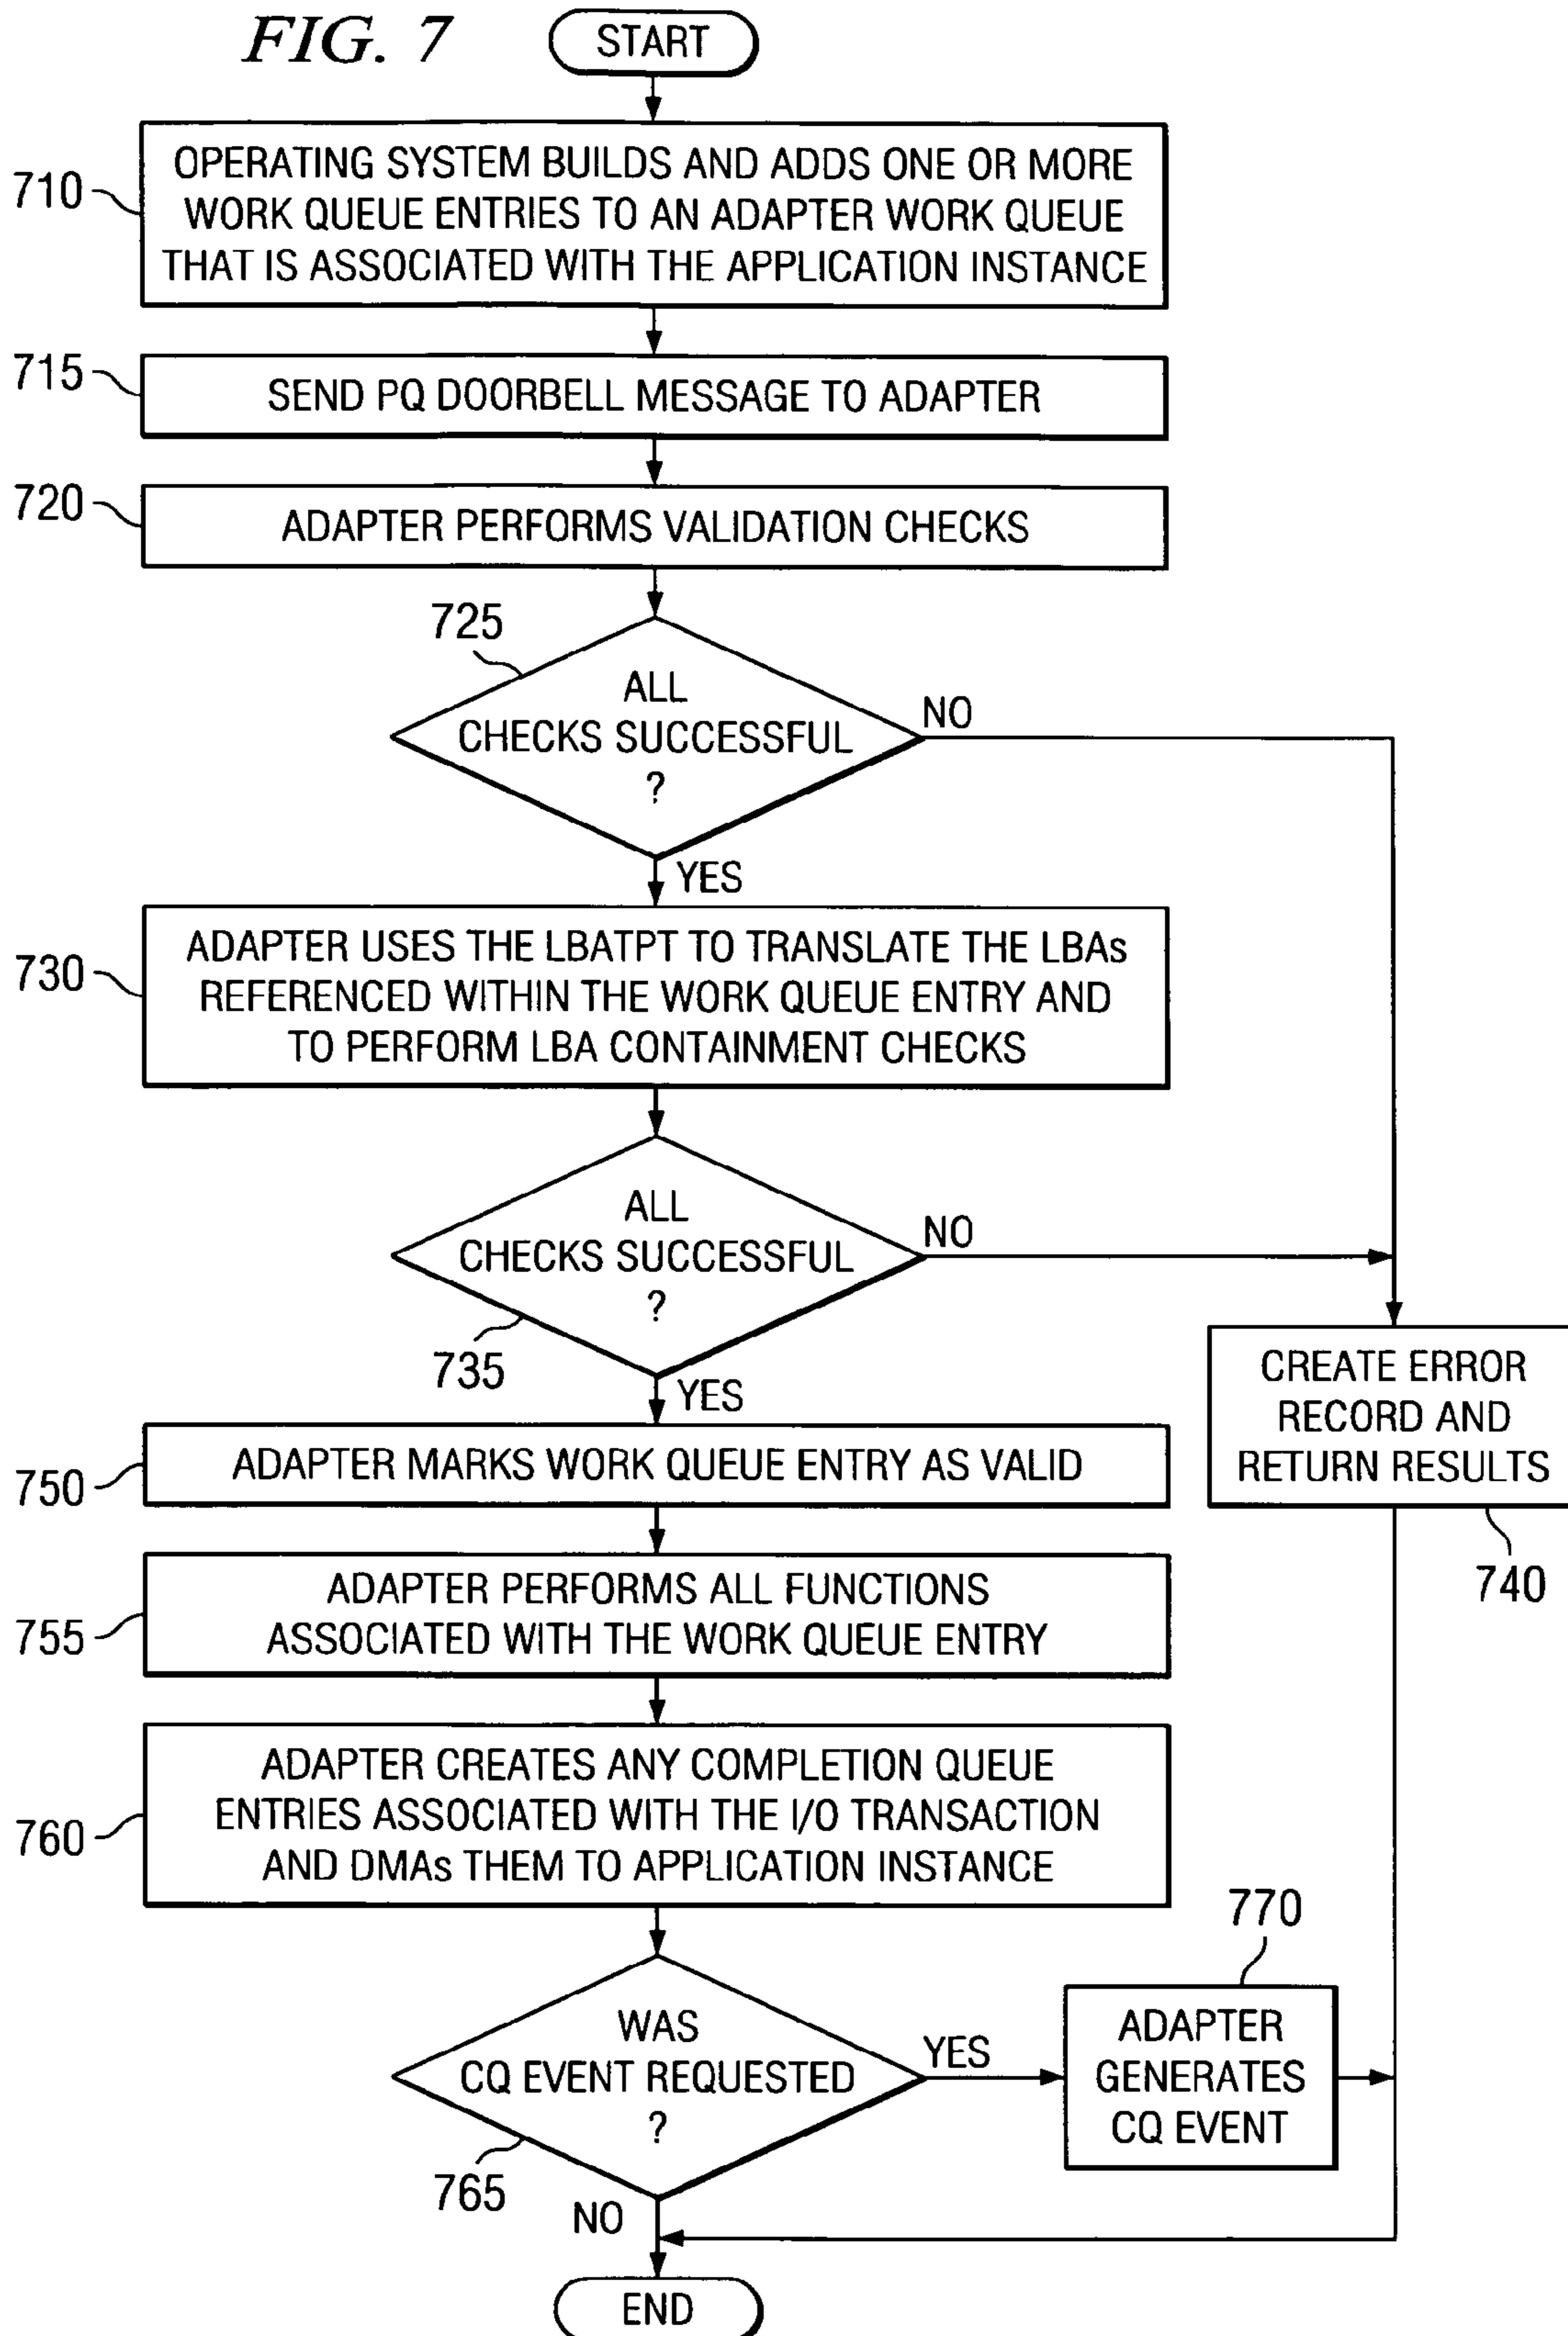 FIG. 7
START
710
OPERATING SYSTEM BUILDS AND ADDS ONE OR MORE
WORK QUEUE ENTRIES TO AN ADAPTER WORK QUEUE
THAT IS ASSOCIATED WITH THE APPLICATION INSTANCE
715
SEND PQ DOORBELL MESSAGE TO ADAPTER
720
ADAPTER PERFORMS VALIDATION CHECKS
725
ALL
CHECKS SUCCESSFUL
?
NO
YES
730
ADAPTER USES THE LBATPT TO TRANSLATE THE LBAs
REFERENCED WITHIN THE WORK QUEUE ENTRY AND
TO PERFORM LBA CONTAINMENT CHECKS
ALL
CHECKS SUCCESSFUL
?
NO
735
YES
CREATE ERROR
RECORD AND
RETURN RESULTS
740
750
ADAPTER MARKS WORK QUEUE ENTRY AS VALID
755
ADAPTER PERFORMS ALL FUNCTIONS
ASSOCIATED WITH THE WORK QUEUE ENTRY
760
ADAPTER CREATES ANY COMPLETION QUEUE
ENTRIES ASSOCIATED WITH THE I/O TRANSACTION
AND DMAs THEM TO APPLICATION INSTANCE
WAS
CQ EVENT REQUESTED
?
765
YES
770
ADAPTER
GENERATES
CQ EVENT
NO
END